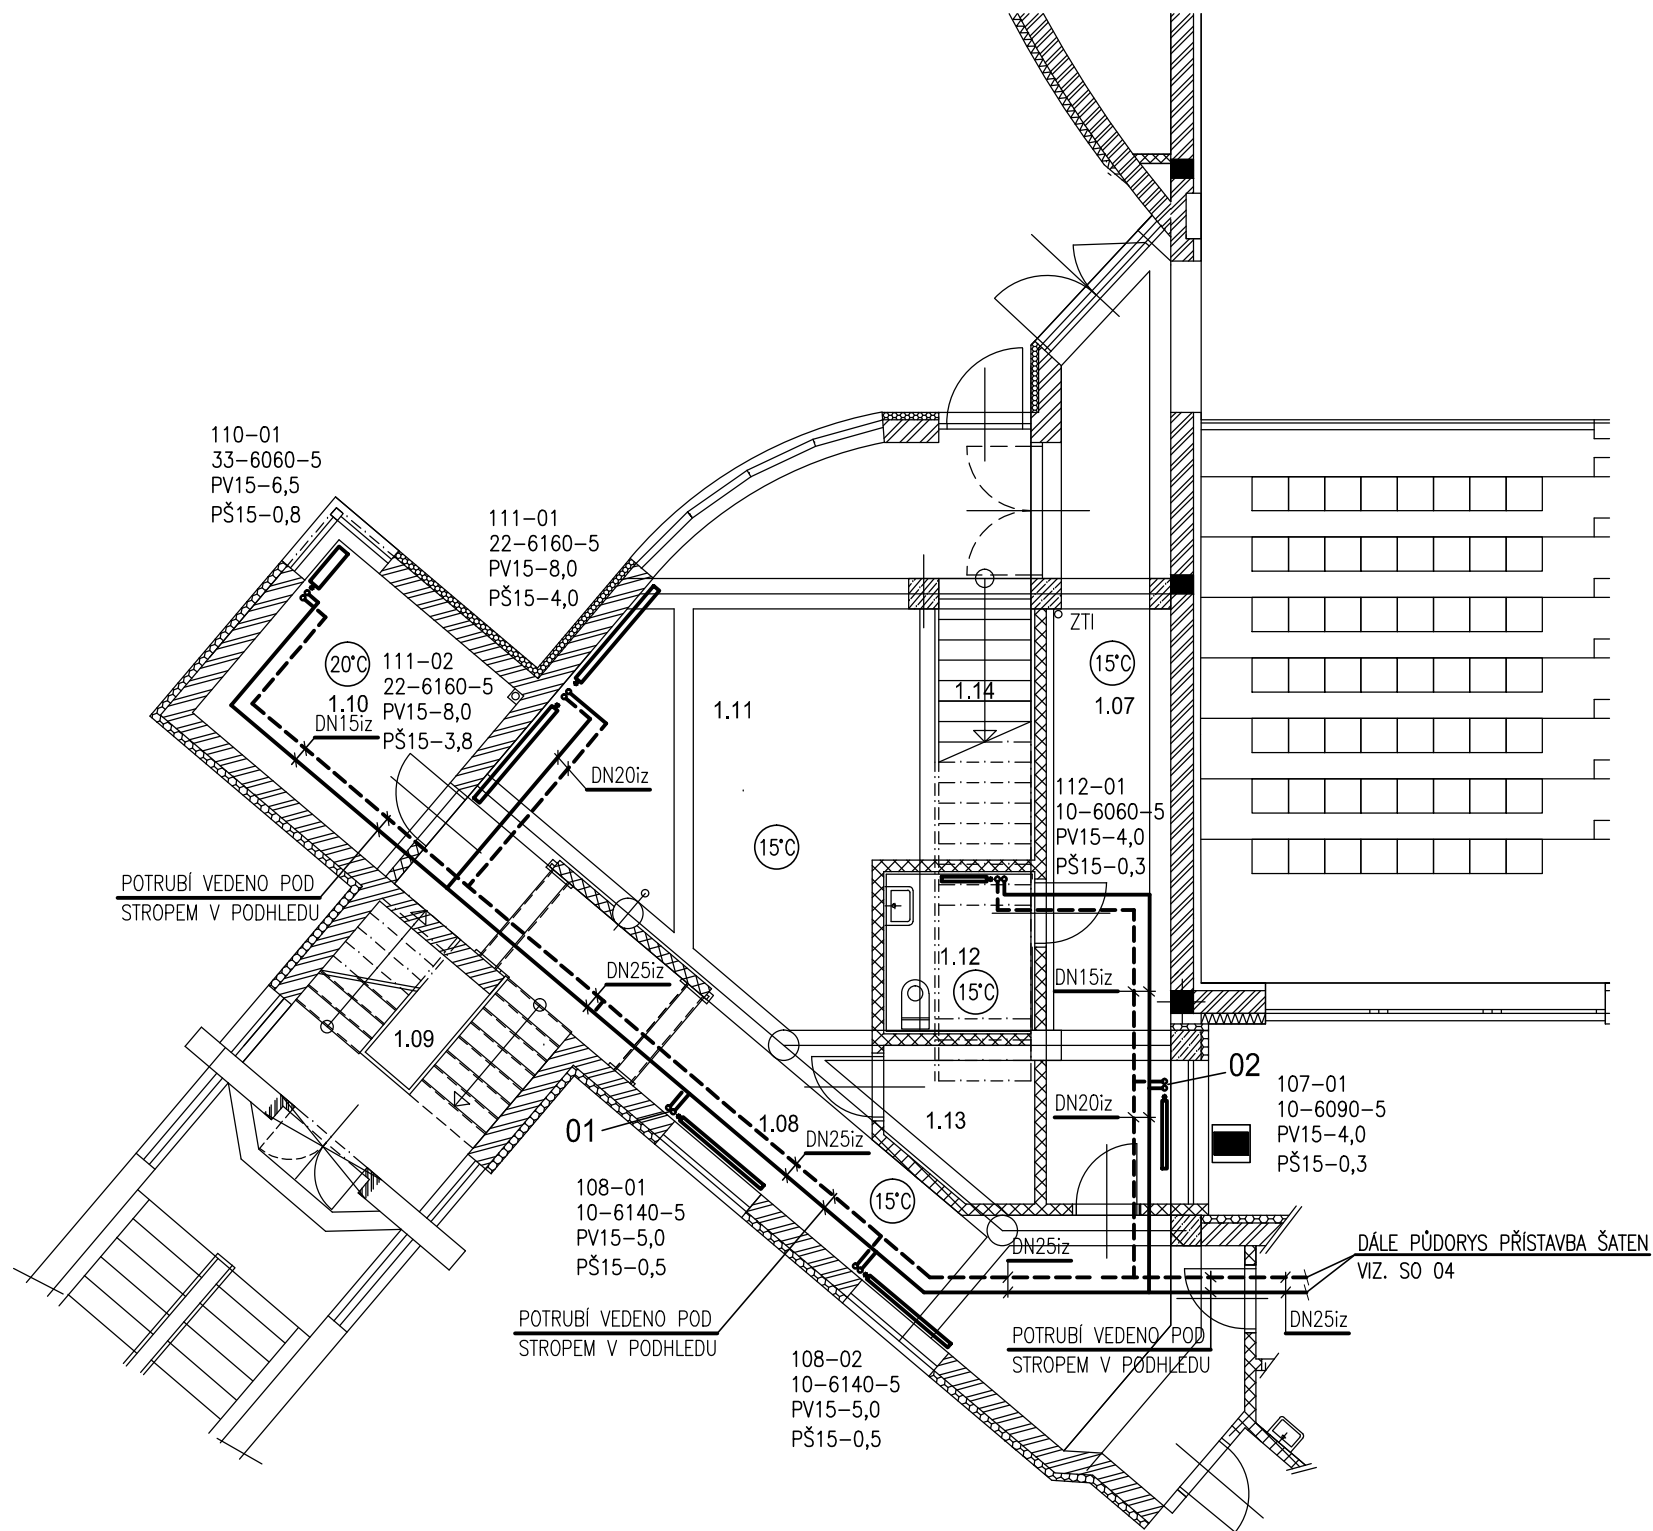 110-01
33-6060-5
PV15-6,5
PŠ15-0,8
111-01
22-6160-5
PV15-8,0
PŠ15-4,0
20°C
1.10
DN15iz
111-02
22-6160-5
PV15-8,0
PŠ15-3,8
DN20iz
1.11
15°C
1.14
ZTI
15°C
1.07
112-01
10-6060-5
PV15-4,0
PŠ15-0,3
POTRUBÍ VEDENO POD
STROPEM V PODHLEDU
DN25iz
1.12
15°C
DN15iz
1.09
01
1.08
DN25iz
1.13
DN20iz
02
107-01
10-6090-5
PV15-4,0
PŠ15-0,3
108-01
10-6140-5
PV15-5,0
PŠ15-0,5
15°C
DN25iz
DÁLE PŮDORYS PŘÍSTAVBA ŠATEN
VIZ. SO 04
DN25iz
POTRUBÍ VEDENO POD
STROPEM V PODHLEDU
POTRUBÍ VEDENO POD
STROPEM V PODHLEDU
108-02
10-6140-5
PV15-5,0
PŠ15-0,5